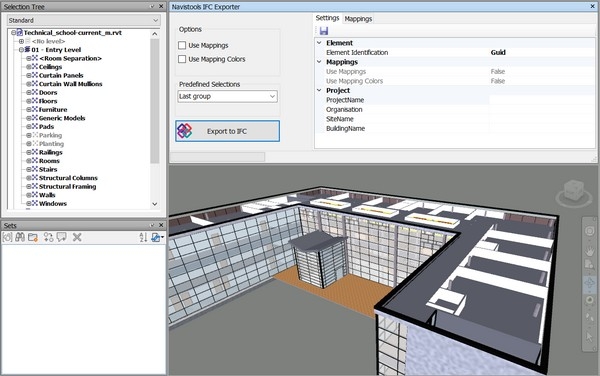 Selection Tree
Standard
Technical_school-current_m.rvt
<No level>
01 - Entry Level
<Room Separation>
Ceilings
Curtain Panels
Curtain Wall Mullions
Doors
Floors
Furniture
Generic Models
Pads
Parking
Planting
Railings
Rooms
Stairs
Structural Columns
Structural Framing
Walls
Windows
Sets
Navistools IFC Exporter
Options
Use Mappings
Use Mapping Colors
Predefined Selections
Last group
Export to IFC
Settings Mappings
Element
Element Identification Guid
Mappings
Use Mappings False
Use Mapping Colors False
Project
ProjectName
Organisation
SiteName
BuildingName